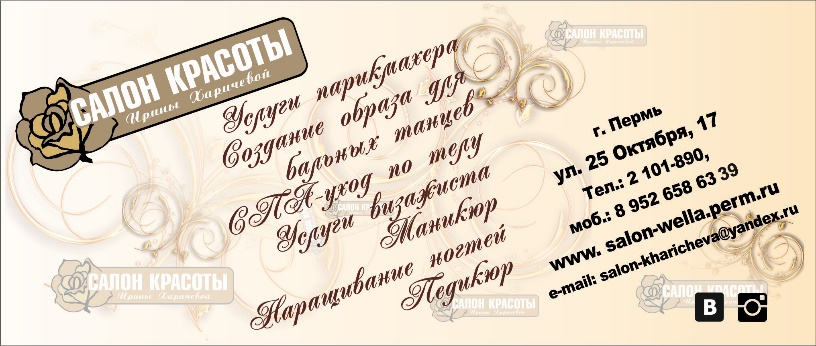 САЛОН КРАСОТЫ
Ирины Харичевой
САЛОН КРАСОТЫ
Ирины Харичевой
Услуги парикмахера
Создание образа для
бальных танцев
СПА-уход по телу
Услуги визажиста
Маникюр
Наращивание ногтей
Педикюр
г. Пермь
ул. 25 Октября, 17
Тел.: 2 101-890,
моб.: 8 952 658 63 39
www. salon-wella.perm.ru
e-mail: salon-kharicheva@yandex.ru
САЛОН КРАСОТЫ
Ирины Харичевой
САЛОН КРАСОТЫ
САЛОН КРАСОТЫ
В